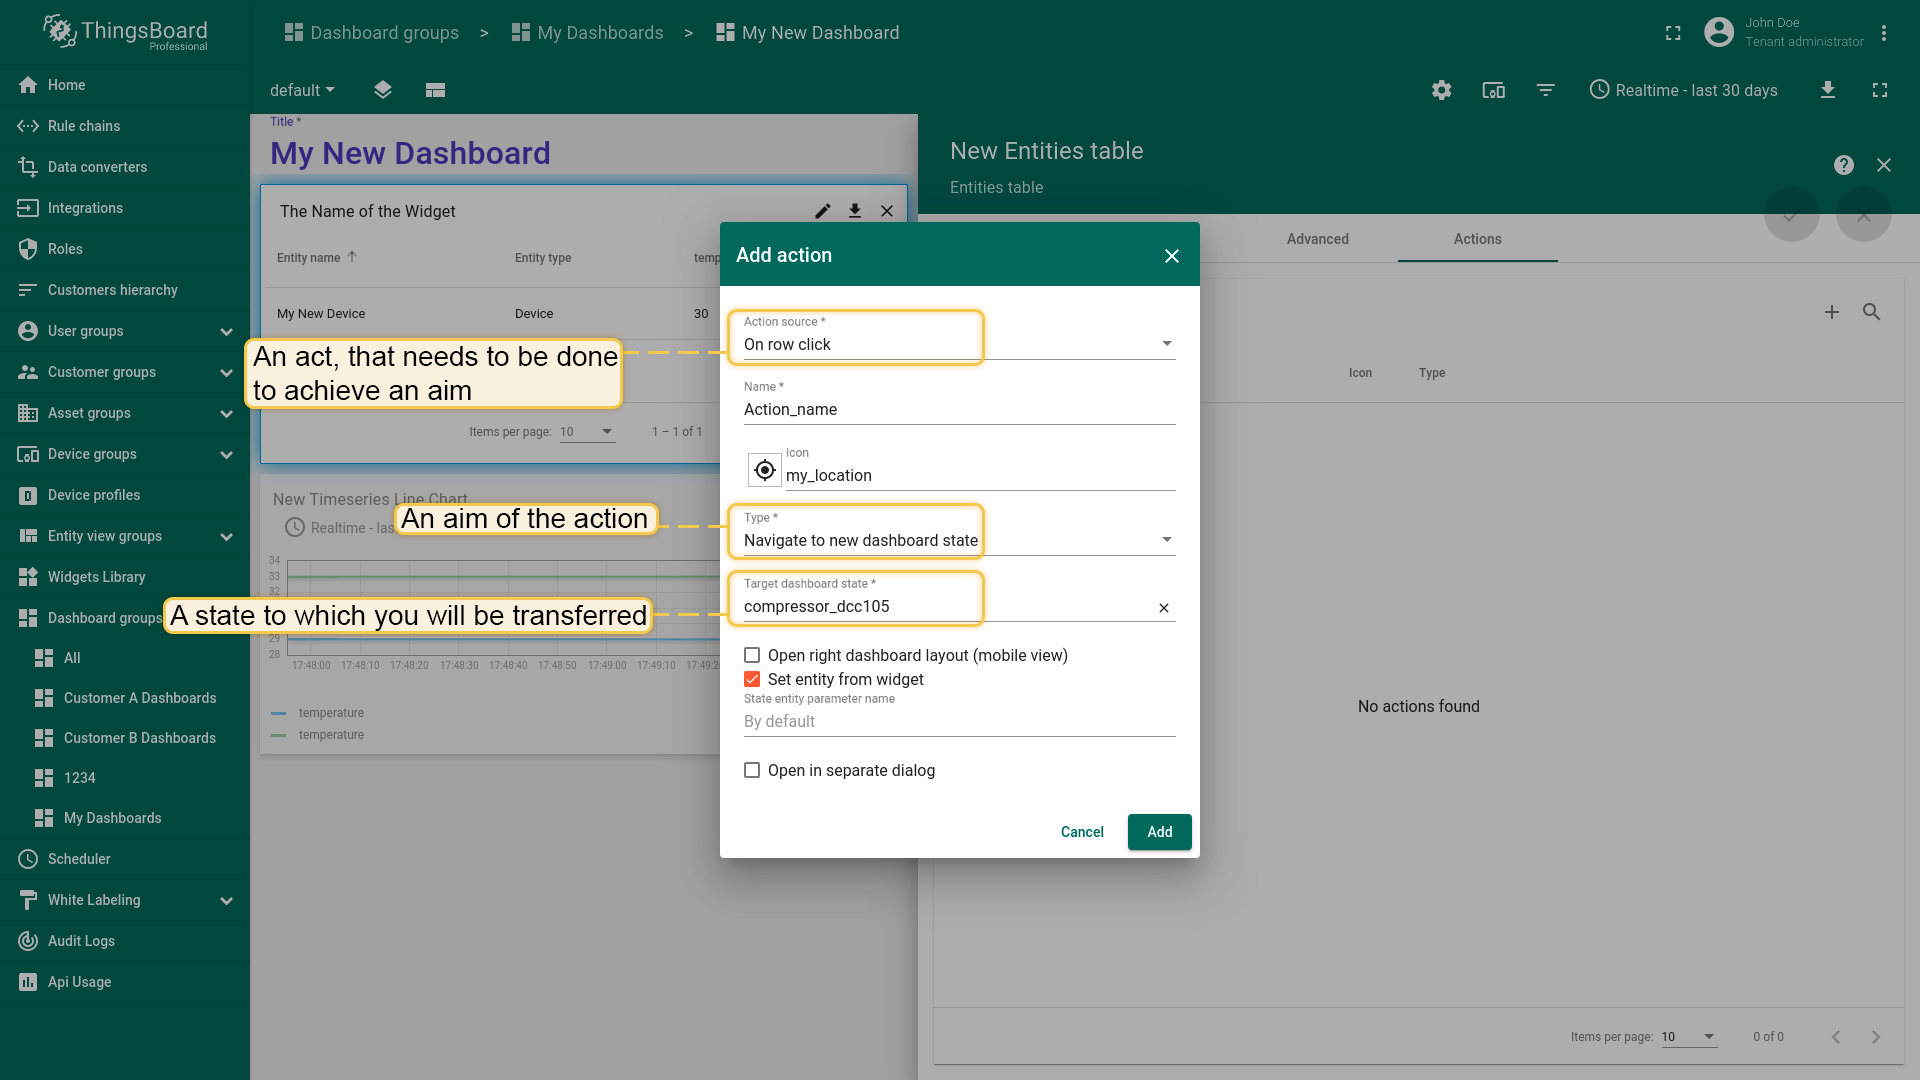 ThingsBoard
Professional
Dashboard groups > My Dashboards > My New Dashboard
John Doe
Tenant administrator
default
Realtime - last 30 days
Home
Rule chains
Data converters
Integrations
Roles
Customers hierarchy
User groups
Customer groups
Asset groups
Device groups
Device profiles
Entity view groups
Widgets Library
Dashboard groups
All
Customer A Dashboards
Customer B Dashboards
1234
My Dashboards
Scheduler
White Labeling
Audit Logs
Api Usage
Title *
My New Dashboard
The Name of the Widget
Entity name Entity type temp
My New Device Device 30
Items per page: 10 1 – 1 of 1
An act, that needs to be done
to achieve an aim
New Timeseries Line Chart
Realtime - las
An aim of the action
34
33
32
A state to which you will be transferred
29
28
17:48:00 17:48:10 17:48:20 17:48:30 17:48:40 17:48:50 17:49:00 17:49:10 17:49:2
temperature
temperature
Add action
Action source *
On row click
Name *
Action_name
Icon
my_location
Type *
Navigate to new dashboard state
Target dashboard state *
compressor_dcc105
Open right dashboard layout (mobile view)
Set entity from widget
State entity parameter name
By default
Open in separate dialog
Cancel Add
New Entities table
Entities table
Advanced Actions
Icon Type
No actions found
Items per page: 10 0 of 0